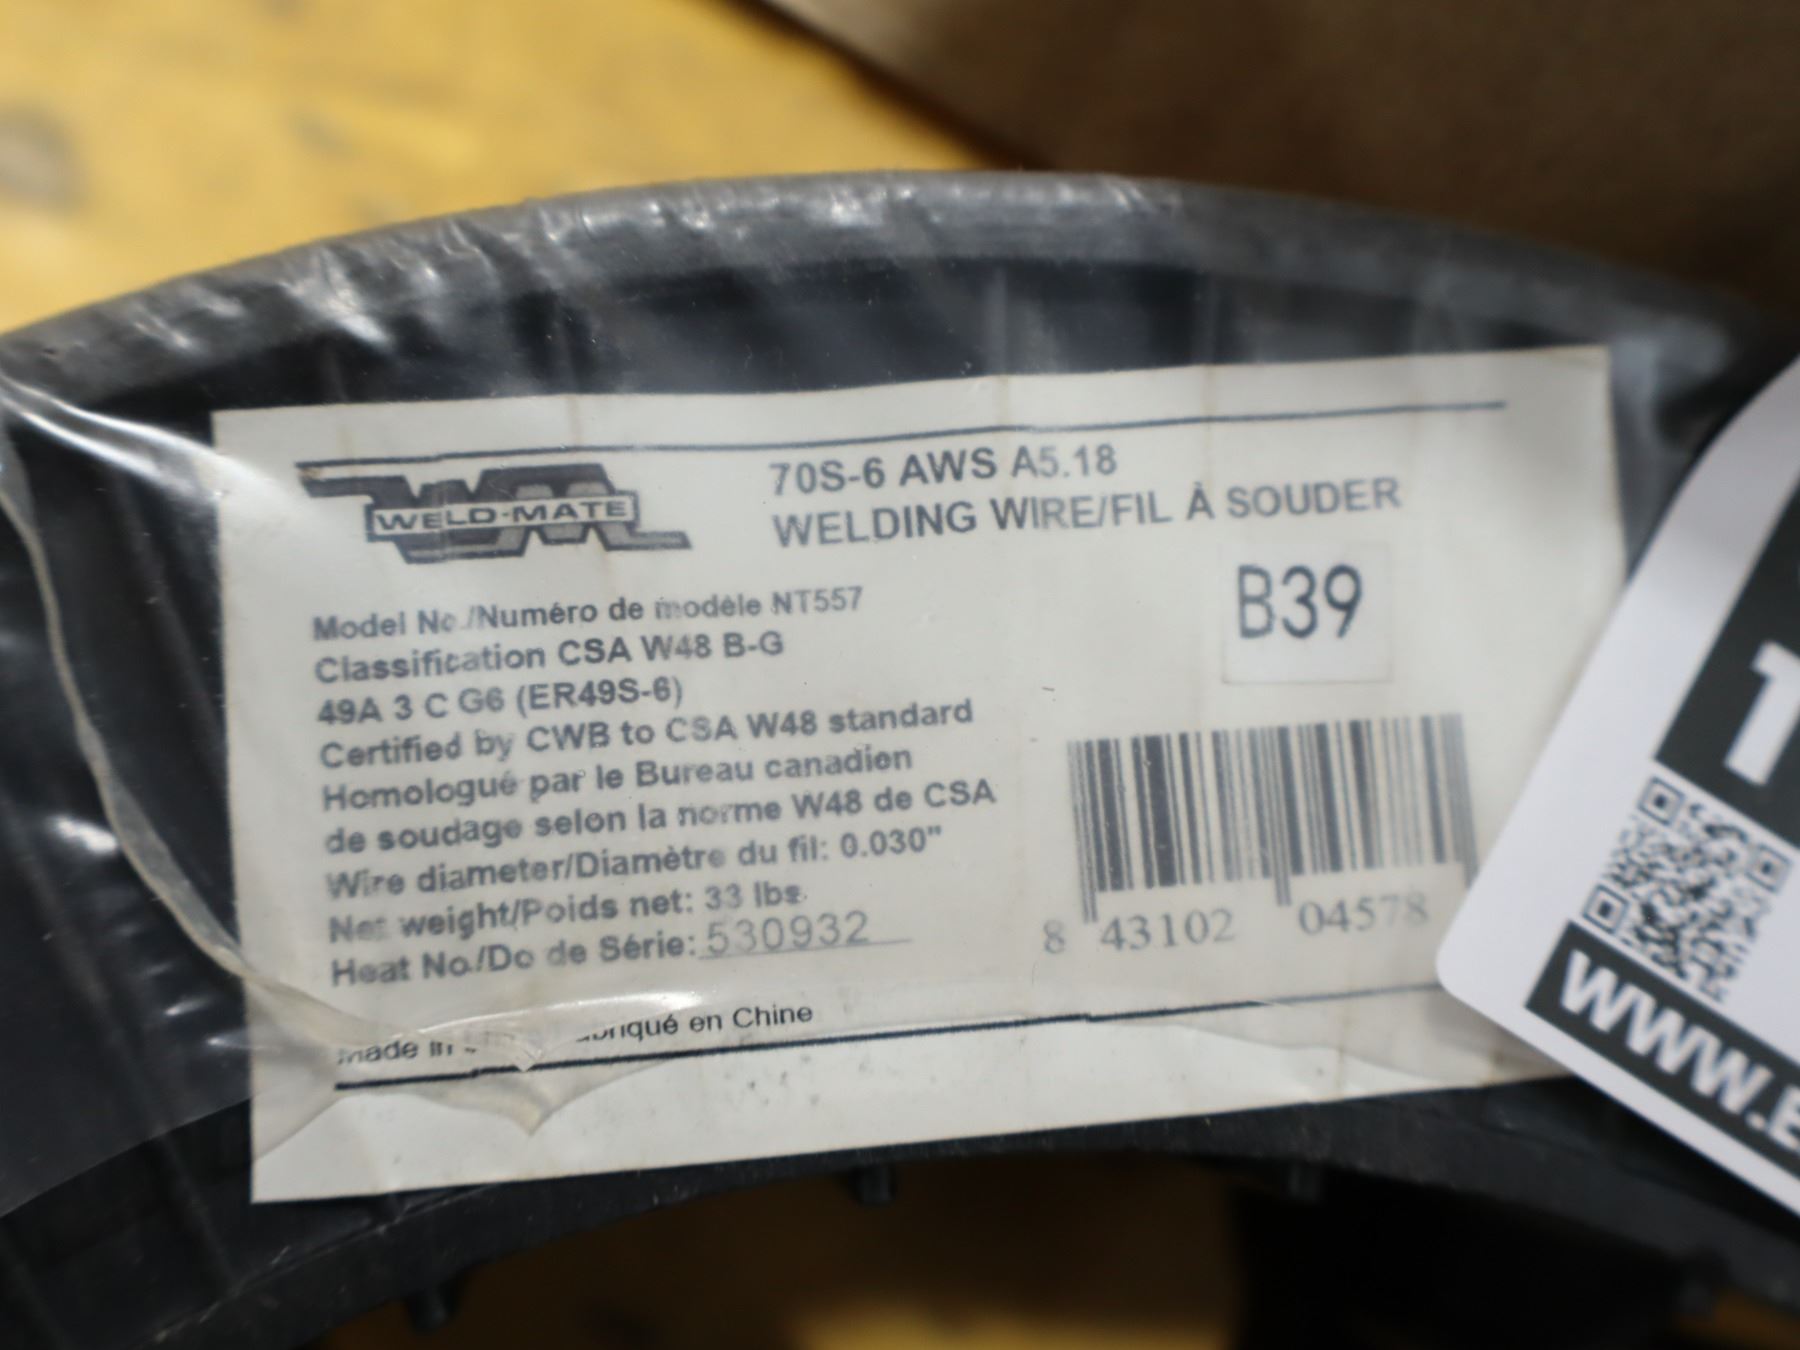 WELD-MATE
70S-6 AWS A5.18
WELDING WIRE/FIL À SOUDER
B39
Model No./Numéro de modèle NT557
Classification CSA W48 B-G
49A 3 C G6 (ER49S-6)
Certified by CWB to CSA W48 standard
Homologué par le Bureau canadien
de soudage selon la norme W48 de CSA
Wire diameter/Diamètre du fil: 0.030"
Net weight/Poids net: 33 lbs.
Heat No./Do de Série: 530932
8 43102 04578
Made in en Chine
1
WWW.